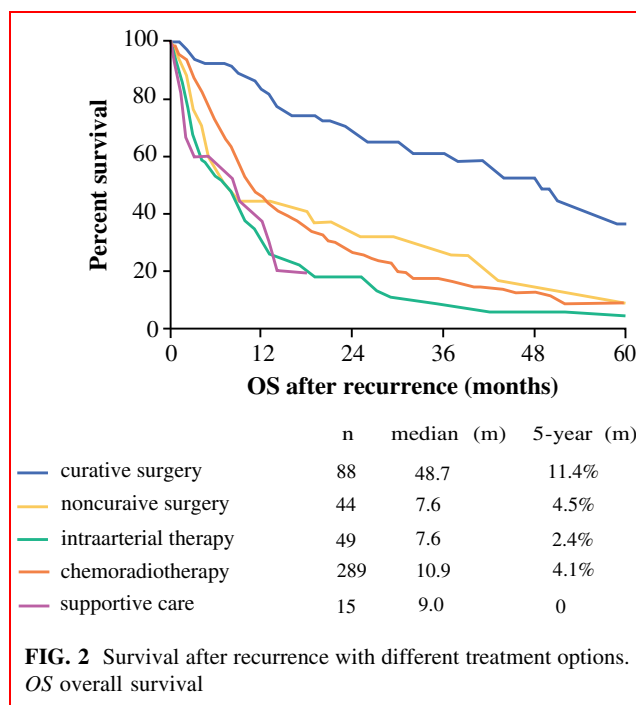 100
80
60
40
20
0
Percent survival
0 12 24 36 48 60
OS after recurrence (months)
n median (m) 5-year (m)
curative surgery 88 48.7 11.4%
noncuraive surgery 44 7.6 4.5%
intraarterial therapy 49 7.6 2.4%
chemoradiotherapy 289 10.9 4.1%
supportive care 15 9.0 0
FIG. 2 Survival after recurrence with different treatment options.
OS overall survival